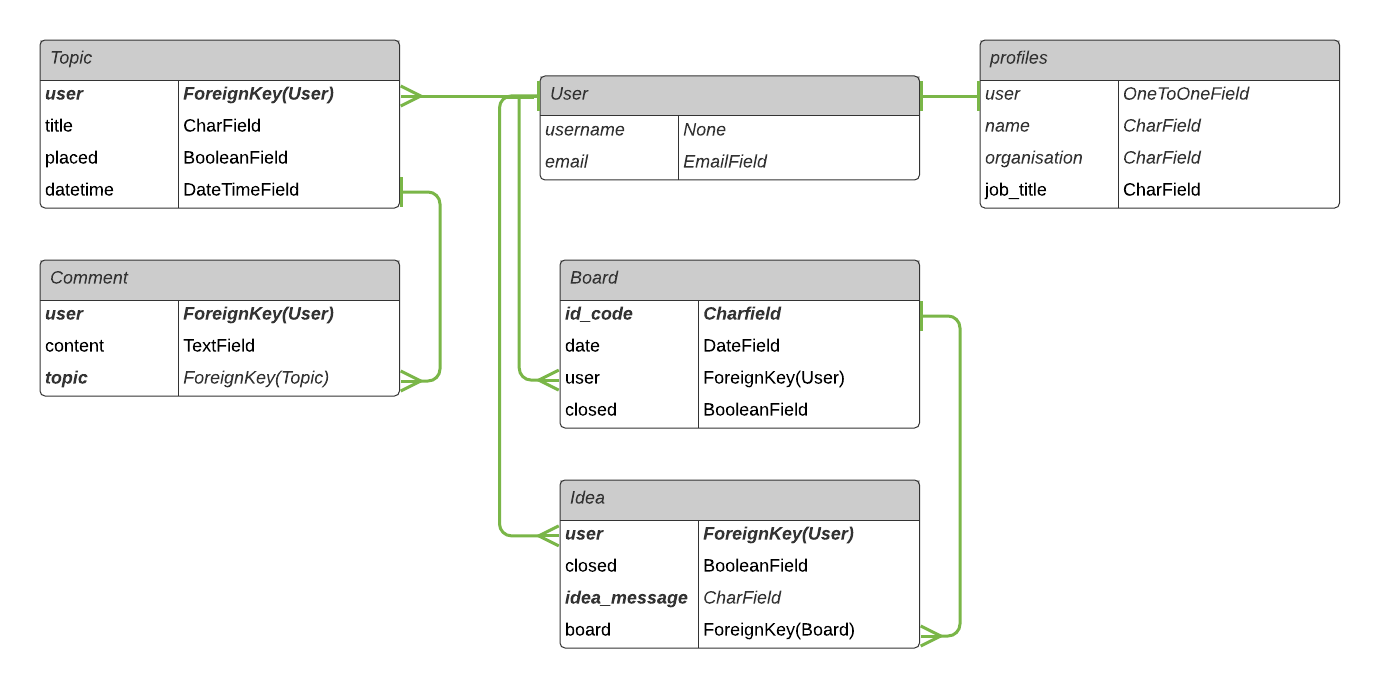 Topic
user ForeignKey(User)
title CharField
placed BooleanField
datetime DateTimeField
User
username None
email EmailField
profiles
user OneToOneField
name CharField
organisation CharField
job_title CharField
Comment
user ForeignKey(User)
content TextField
topic ForeignKey(Topic)
Board
id_code Charfield
date DateField
user ForeignKey(User)
closed BooleanField
Idea
user ForeignKey(User)
closed BooleanField
idea_message CharField
board ForeignKey(Board)